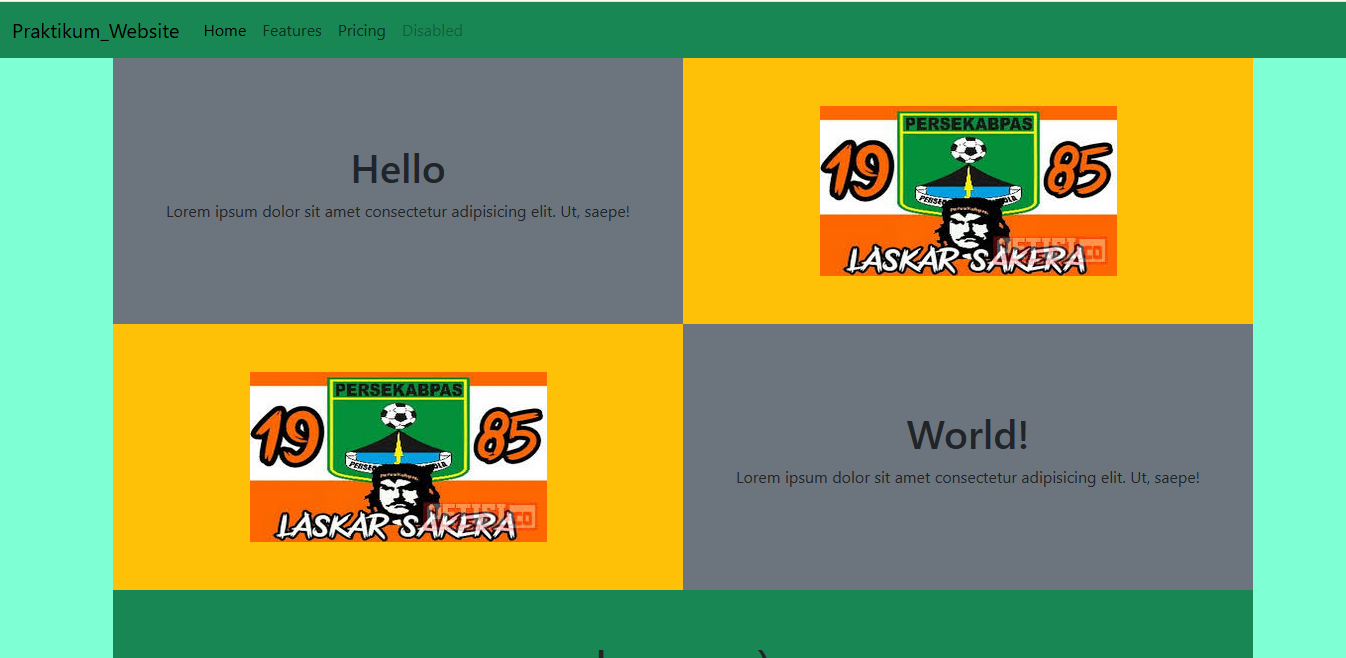 Praktikum_Website Home Features Pricing Disabled
Hello
Lorem ipsum dolor sit amet consectetur adipisicing elit. Ut, saepe!
PERSEKABPAS
19 85
LASKAR SAKERA
PERSEKABPAS
19 85
LASKAR SAKERA
World!
Lorem ipsum dolor sit amet consectetur adipisicing elit. Ut, saepe!